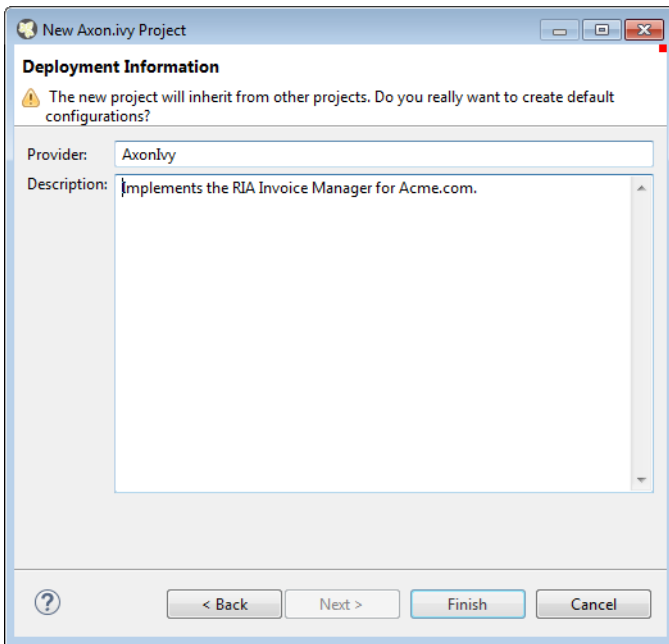 New Axon.ivy Project
Deployment Information
The new project will inherit from other projects. Do you really want to create default
configurations?
Provider: AxonIvy
Description: Implements the RIA Invoice Manager for Acme.com.
? < Back Next > Finish Cancel